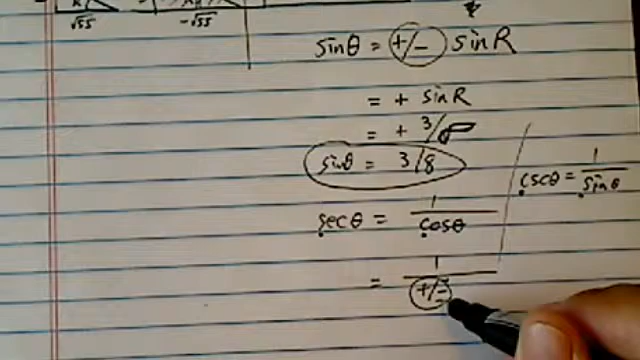 R
√55
-√55
sinθ = +/- sinR
= + sinR
= + 3/8
sinθ = 3/8
cscθ = 1/sinθ
secθ = 1/cosθ
= 1/+/-